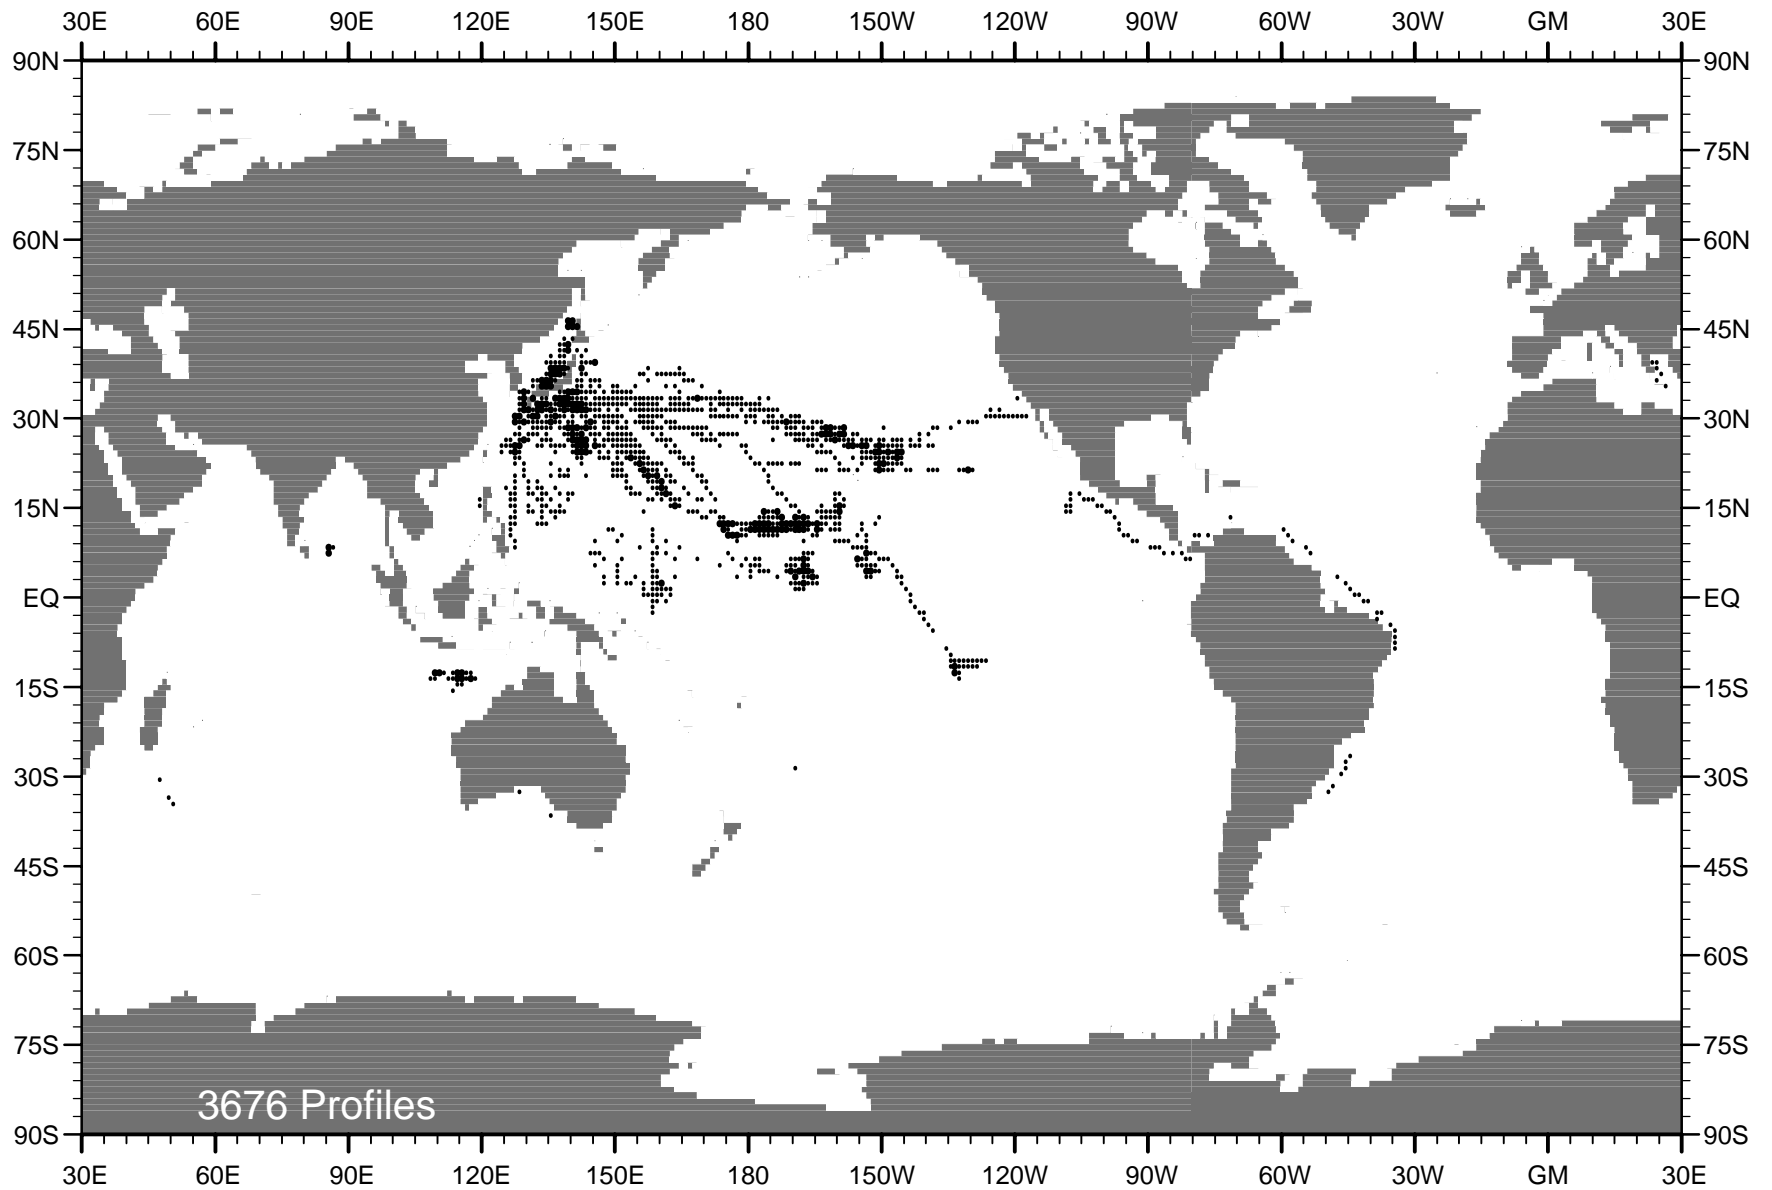 30E 60E 90E 120E 150E 180 150W 120W 90W 60W 30W GM 30E
90N 90N
75N 75N
60N 60N
45N 45N
30N 30N
15N 15N
EQ EQ
15S 15S
30S 30S
45S 45S
60S 60S
75S 75S
3676 Profiles
90S 90S
30E 60E 90E 120E 150E 180 150W 120W 90W 60W 30W GM 30E